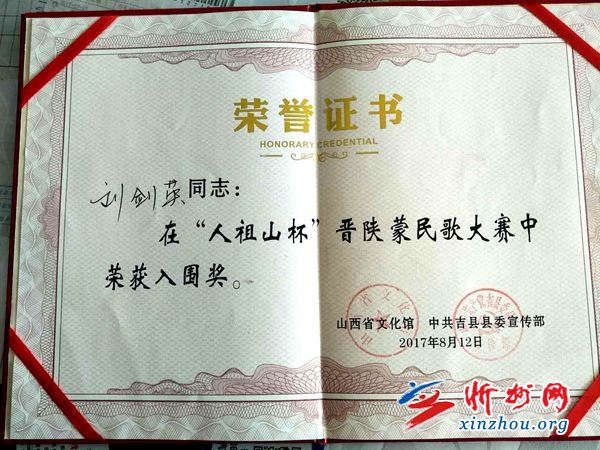 荣誉证书
HONORARY CREDENTIAL
刘剑英同志：
在“人祖山杯”晋陕蒙民歌大赛中
荣获入围奖。
山西省文化馆 中共吉县县委宣传部
2017年8月12日
忻州网
xinzhou.org